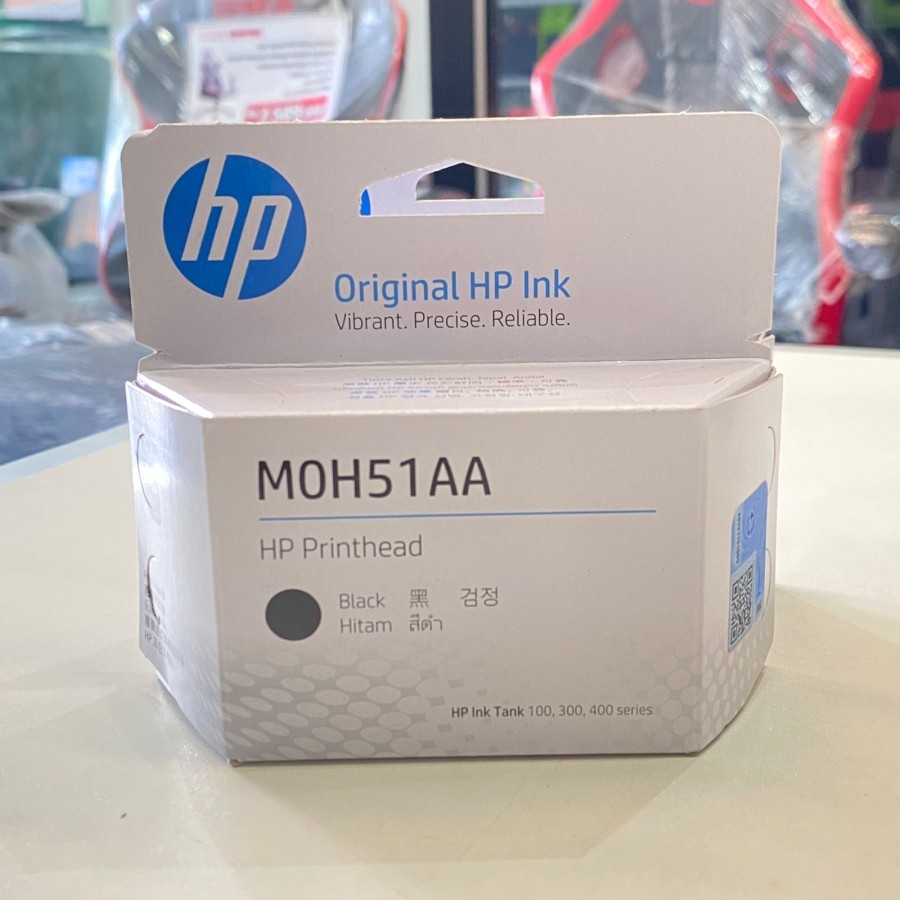 hp
Original HP Ink
Vibrant. Precise. Reliable.
M0H51AA
HP Printhead
Black 黑 검정
Hitam สีดำ
HP Ink Tank 100, 300, 400 series